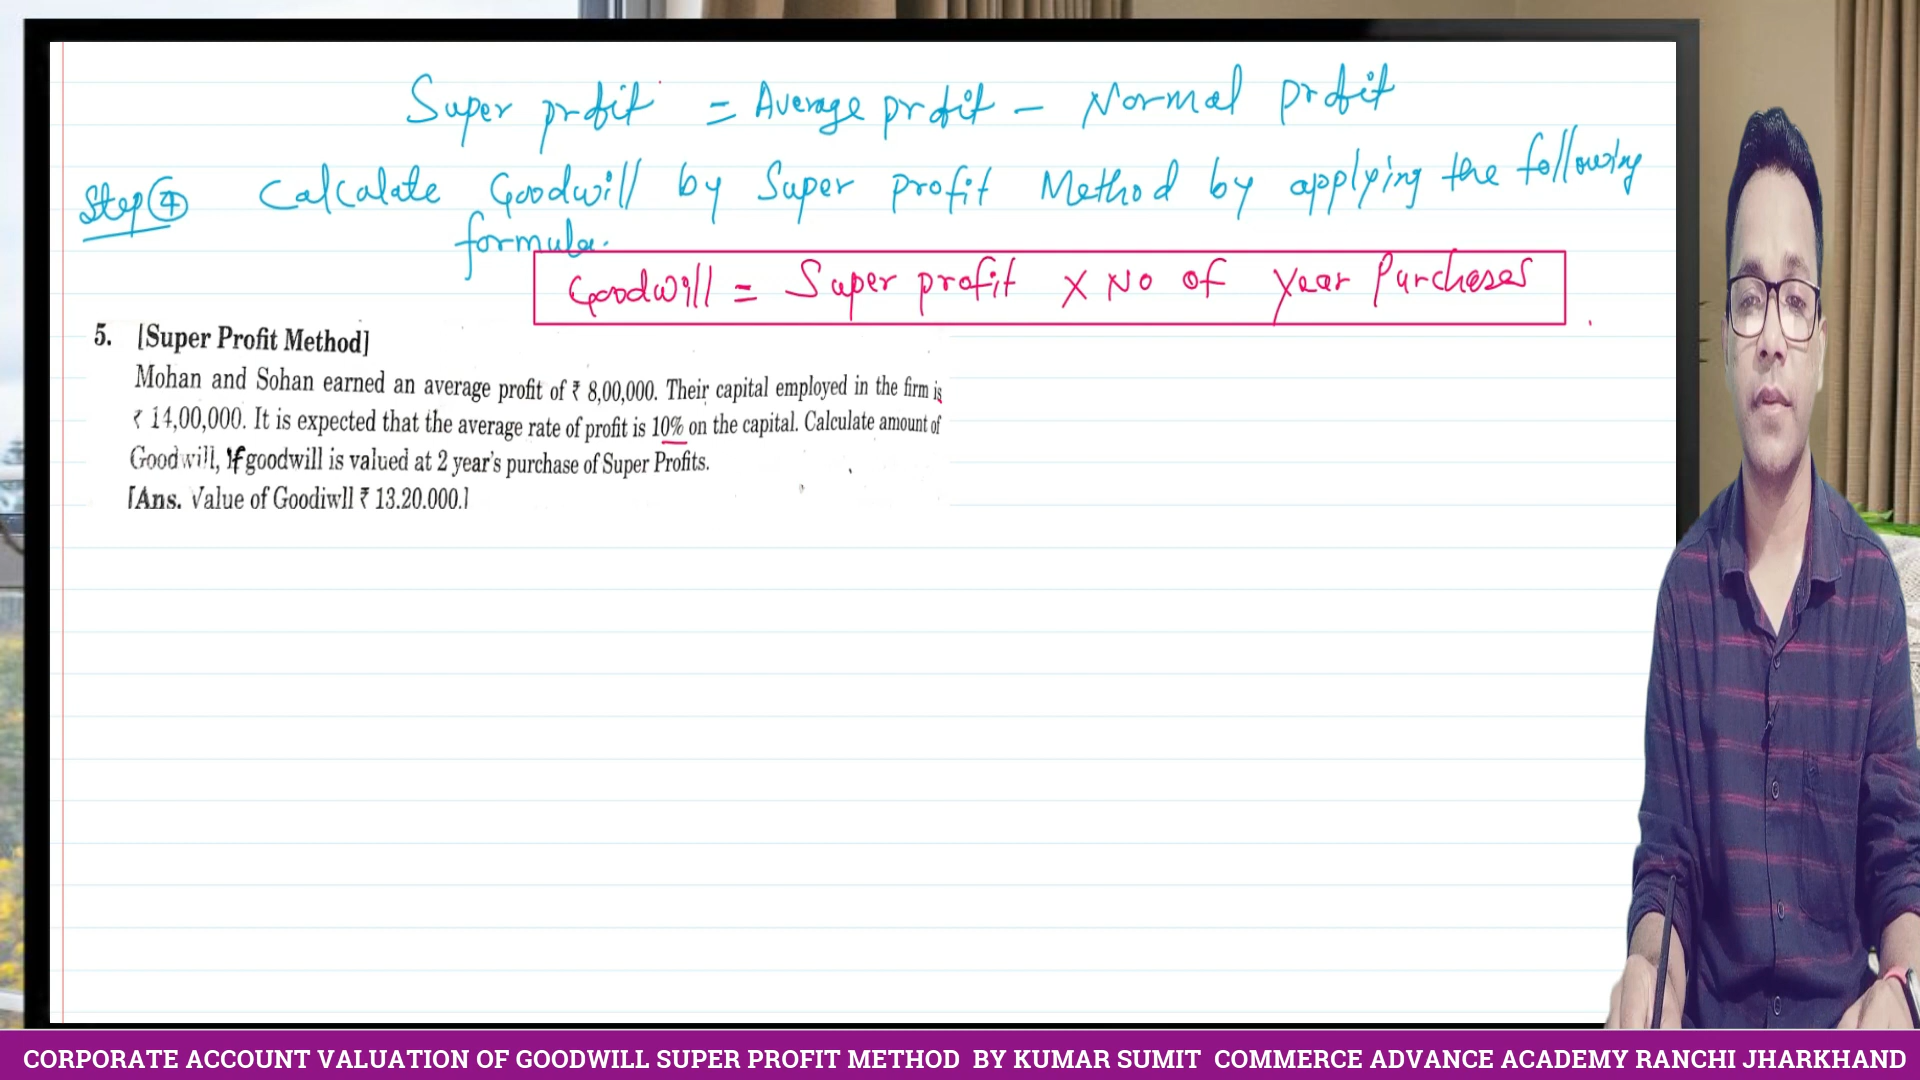 Super profit = Average profit - Normal profit
Step ④ Calcalate Goodwill by Super profit Method by applying the following
formula.
Goodwill = Super profit X No of Year Purchases
5. [Super Profit Method]
Mohan and Sohan earned an average profit of ₹ 8,00,000. Their capital employed in the firm is
₹ 14,00,000. It is expected that the average rate of profit is 10% on the capital. Calculate amount of
Goodwill, If goodwill is valued at 2 year's purchase of Super Profits.
[Ans. Value of Goodiwll ₹ 13.20.000.]
CORPORATE ACCOUNT VALUATION OF GOODWILL SUPER PROFIT METHOD BY KUMAR SUMIT COMMERCE ADVANCE ACADEMY RANCHI JHARKHAND